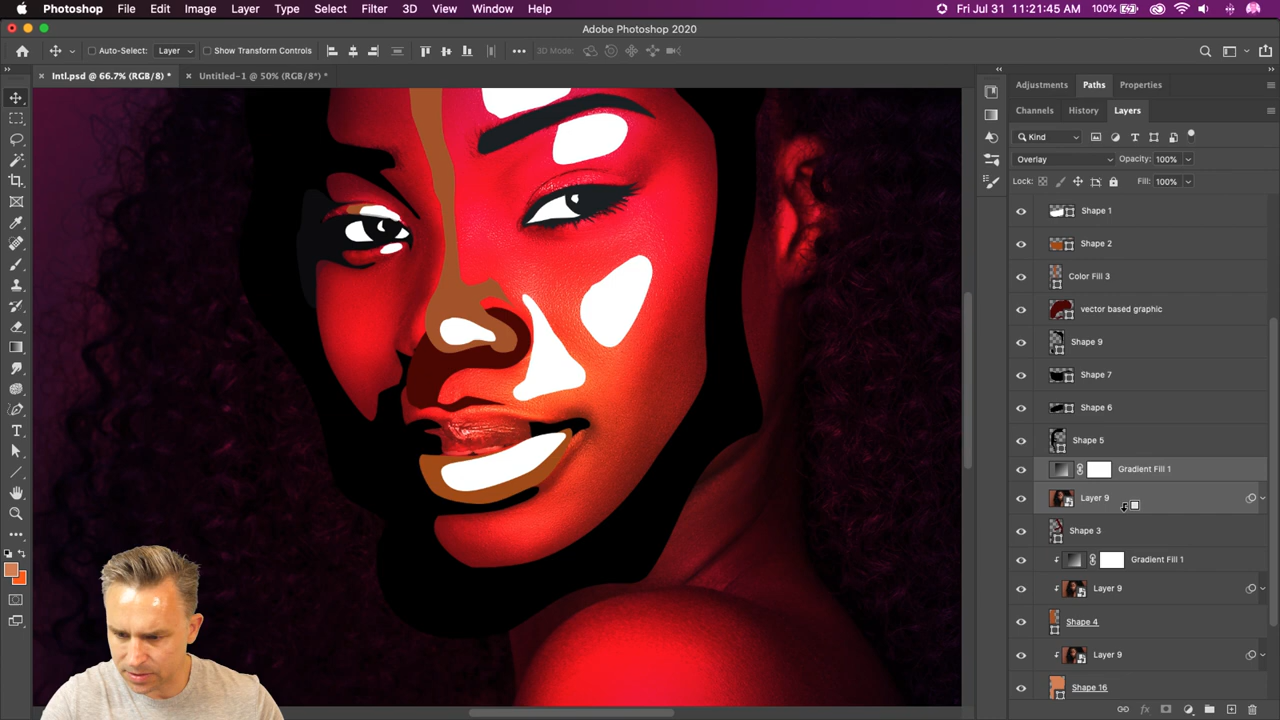 Photoshop File Edit Image Layer Type Select Filter 3D View Window Help 100% Fri Jul 31 11:21:45 AM
Adobe Photoshop 2020
Auto-Select: Layer Show Transform Controls 3D Mode:
Intl.psd @ 66.7% (RGB/8) * Untitled-1 @ 50% (RGB/8*) *
Adjustments Paths Properties
Channels History Layers
Kind
Overlay Opacity: 100%
Lock: Fill: 100%
Shape 1
Shape 2
Color Fill 3
vector based graphic
Shape 9
Shape 7
Shape 6
Shape 5
Gradient Fill 1
Layer 9
Shape 3
Gradient Fill 1
Layer 9
Shape 4
Layer 9
Shape 16
fx